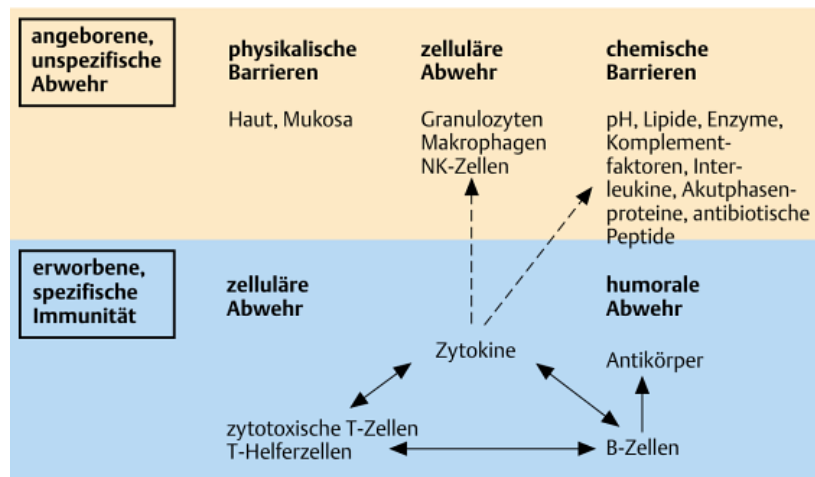 angeborene,
unspezifische
Abwehr
physikalische
Barrieren
Haut, Mukosa
zelluläre
Abwehr
Granulozyten
Makrophagen
NK-Zellen
chemische
Barrieren
pH, Lipide, Enzyme,
Komplement-
faktoren, Inter-
leukine, Akutphasen-
proteine, antibiotische
Peptide
erworbene,
spezifische
Immunität
zelluläre
Abwehr
humorale
Abwehr
Zytokine
Antikörper
zytotoxische T-Zellen
T-Helferzellen
B-Zellen